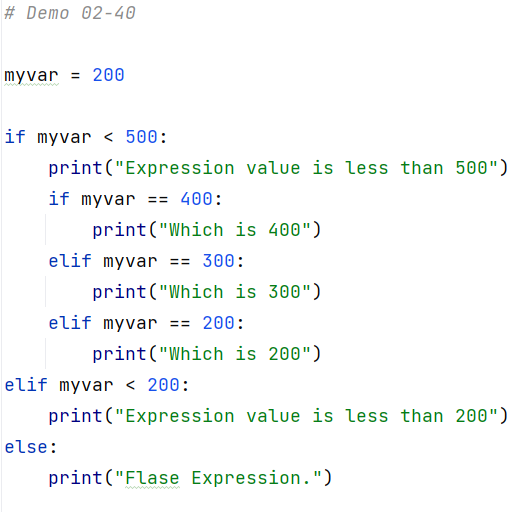 # Demo 02-40
myvar = 200
if myvar < 500:
    print("Expression value is less than 500")
    if myvar == 400:
        print("Which is 400")
    elif myvar == 300:
        print("Which is 300")
    elif myvar == 200:
        print("Which is 200")
elif myvar < 200:
    print("Expression value is less than 200")
else:
    print("Flase Expression.")